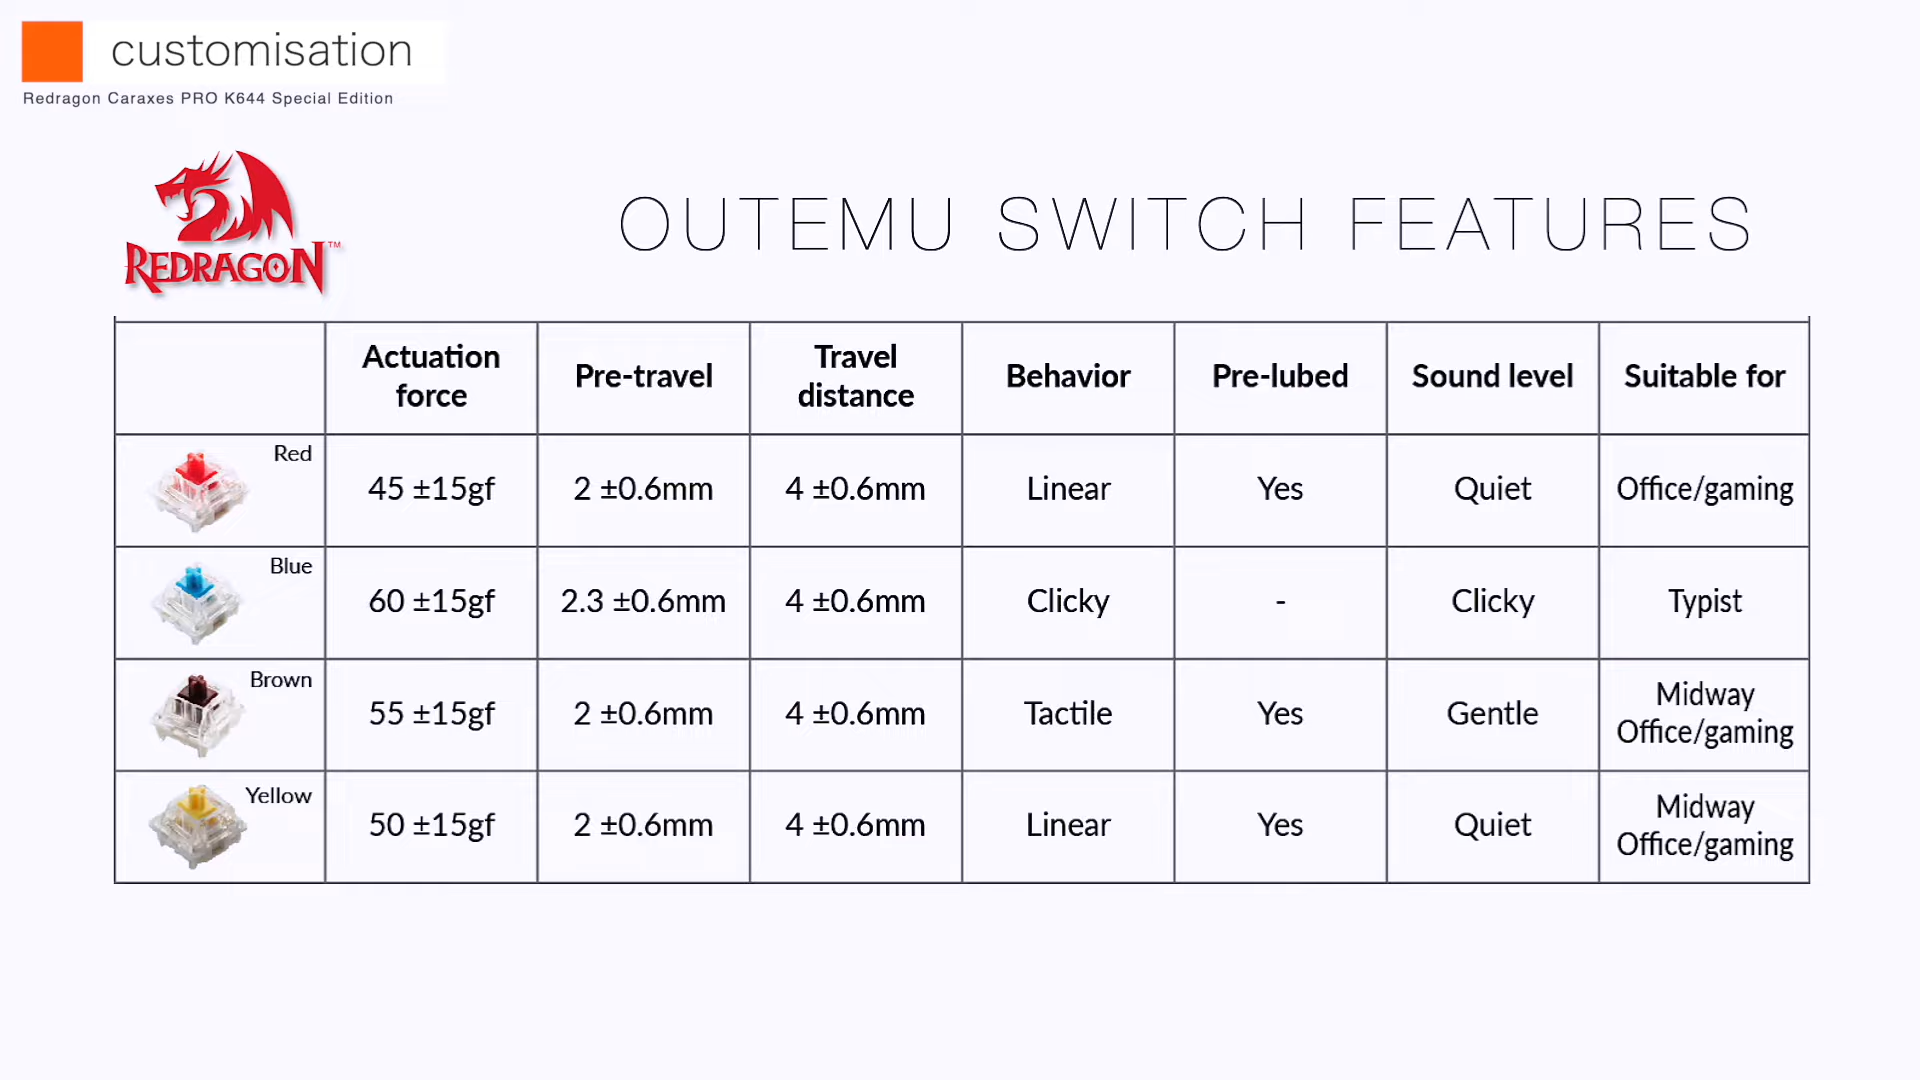 customisation
Redragon Caraxes PRO K644 Special Edition
REDRAGON™
OUTEMU SWITCH FEATURES
Actuation force Pre-travel Travel distance Behavior Pre-lubed Sound level Suitable for
Red 45 ±15gf 2 ±0.6mm 4 ±0.6mm Linear Yes Quiet Office/gaming
Blue 60 ±15gf 2.3 ±0.6mm 4 ±0.6mm Clicky - Clicky Typist
Brown 55 ±15gf 2 ±0.6mm 4 ±0.6mm Tactile Yes Gentle Midway Office/gaming
Yellow 50 ±15gf 2 ±0.6mm 4 ±0.6mm Linear Yes Quiet Midway Office/gaming